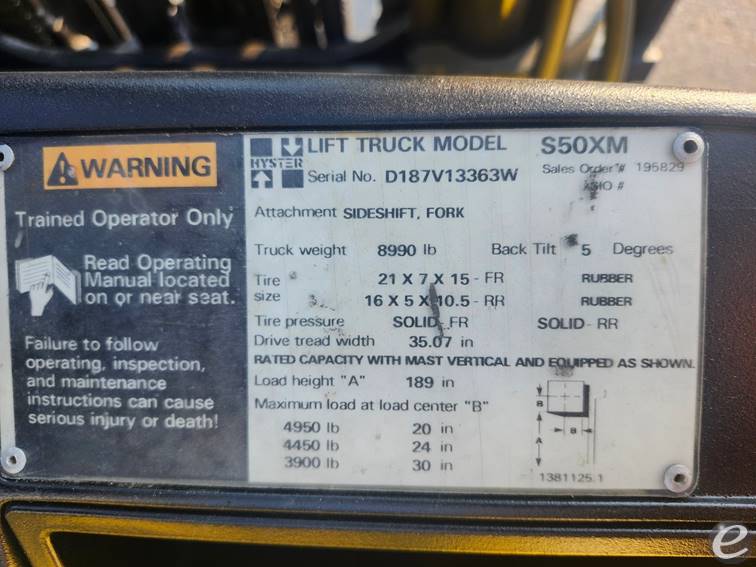 WARNING
Trained Operator Only
Read Operating
Manual located
on or near seat.
Failure to follow
operating, inspection,
and maintenance
instructions can cause
serious injury or death!
HYSTER
LIFT TRUCK MODEL S50XM
Serial No. D187V13363W Sales Order # 195829
#
Attachment SIDESHIFT, FORK
Truck weight 8990 lb Back Tilt 5 Degrees
Tire 21 X 7 X 15 - FR RUBBER
size 16 X 5 X 10.5 - RR RUBBER
Tire pressure SOLID - FR SOLID - RR
Drive tread width 35.07 in
RATED CAPACITY WITH MAST VERTICAL AND EQUIPPED AS SHOWN.
Load height "A" 189 in
Maximum load at load center "B"
4950 lb 20 in
4450 lb 24 in
3900 lb 30 in
B
B
A
1381125.1
e